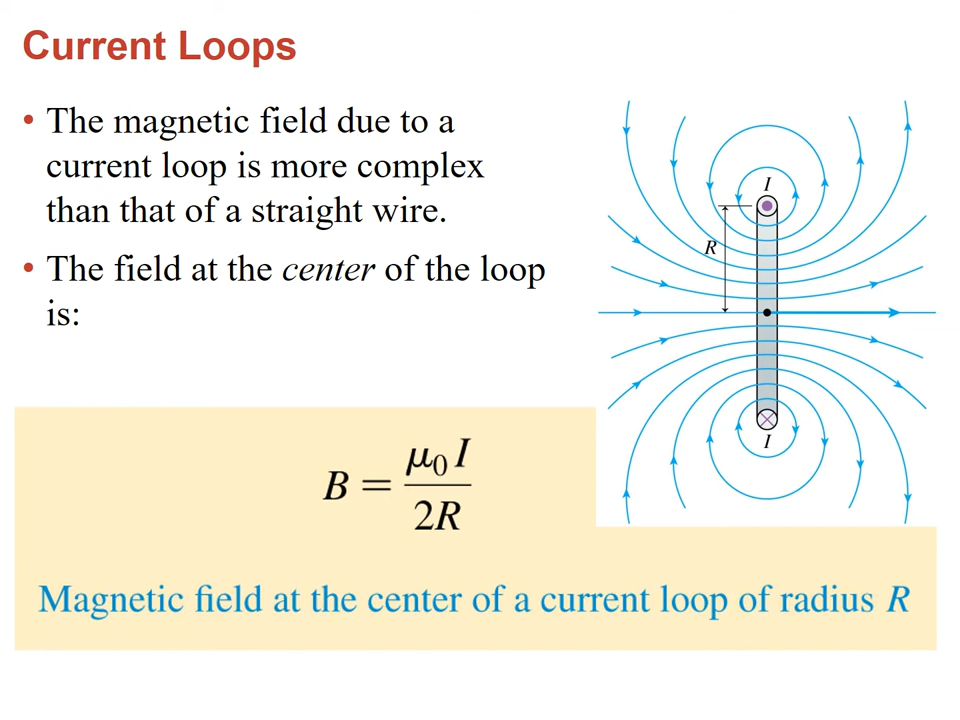 Current Loops
• The magnetic field due to a
current loop is more complex
than that of a straight wire.
• The field at the center of the loop
is:
I
R
I
B = μ₀ I / 2R
Magnetic field at the center of a current loop of radius R